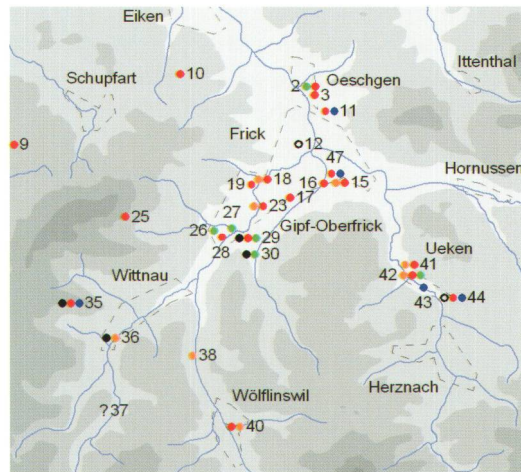 Eiken
Ittenthal
10
Schupfart
2
Oeschgen
3
11
Frick
9
12
47
Hornussen
19
18
16
15
17
23
25
27
26
Gipf-Oberfrick
29
28
30
Ueken
41
42
Wittnau
35
43
44
36
38
Herznach
?37
Wölflinswil
40